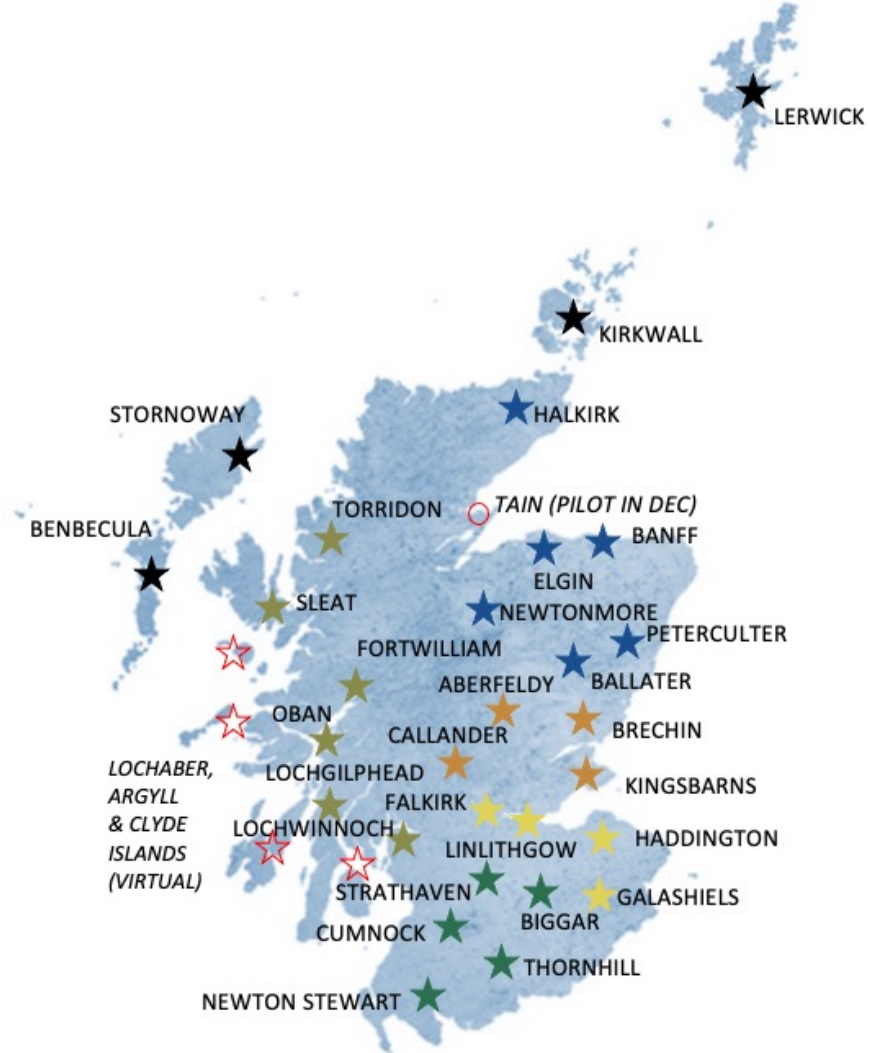 LERWICK
KIRKWALL
STORNOWAY
HALKIRK
TORRIDON
TAIN (PILOT IN DEC)
BENBECULA
BANFF
ELGIN
SLEAT
NEWTONMORE
PETERCULTER
FORTWILLIAM
ABERFELDY
BALLATER
OBAN
CALLANDER
BRECHIN
LOCHABER,
ARGYLL
& CLYDE
ISLANDS
(VIRTUAL)
LOCHGILPHEAD
KINGSBARNS
FALKIRK
LOCHWINNOCH
HADDINGTON
LINLITHGOW
STRATHAVEN
GALASHIELS
BIGGAR
CUMNOCK
THORNHILL
NEWTON STEWART